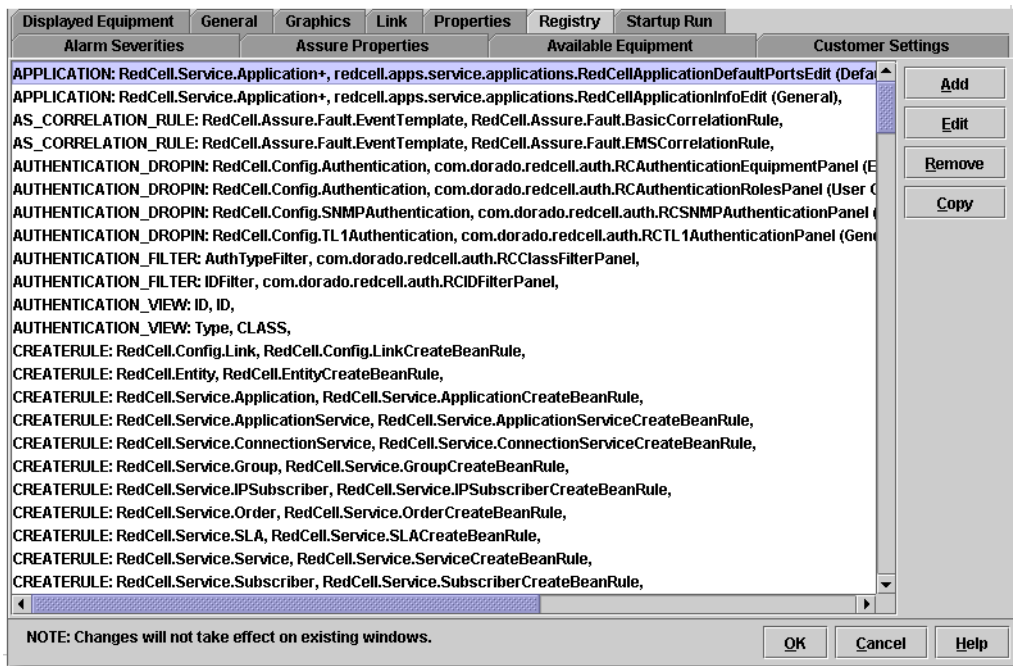 Displayed Equipment General Graphics Link Properties Registry Startup Run
Alarm Severities Assure Properties Available Equipment Customer Settings
APPLICATION: RedCell.Service.Application+, redcell.apps.service.applications.RedCellApplicationDefaultPortsEdit (Defa
APPLICATION: RedCell.Service.Application+, redcell.apps.service.applications.RedCellApplicationInfoEdit (General),
AS_CORRELATION_RULE: RedCell.Assure.Fault.EventTemplate, RedCell.Assure.Fault.BasicCorrelationRule,
AS_CORRELATION_RULE: RedCell.Assure.Fault.EventTemplate, RedCell.Assure.Fault.EMSCorrelationRule,
AUTHENTICATION_DROPIN: RedCell.Config.Authentication, com.dorado.redcell.auth.RCAuthenticationEquipmentPanel (E
AUTHENTICATION_DROPIN: RedCell.Config.Authentication, com.dorado.redcell.auth.RCAuthenticationRolesPanel (User G
AUTHENTICATION_DROPIN: RedCell.Config.SNMPAuthentication, com.dorado.redcell.auth.RCSNMPAuthenticationPanel (
AUTHENTICATION_DROPIN: RedCell.Config.TL1Authentication, com.dorado.redcell.auth.RCTL1AuthenticationPanel (Gene
AUTHENTICATION_FILTER: AuthTypeFilter, com.dorado.redcell.auth.RCClassFilterPanel,
AUTHENTICATION_FILTER: IDFilter, com.dorado.redcell.auth.RCIDFilterPanel,
AUTHENTICATION_VIEW: ID, ID,
AUTHENTICATION_VIEW: Type, CLASS,
CREATERULE: RedCell.Config.Link, RedCell.Config.LinkCreateBeanRule,
CREATERULE: RedCell.Entity, RedCell.EntityCreateBeanRule,
CREATERULE: RedCell.Service.Application, RedCell.Service.ApplicationCreateBeanRule,
CREATERULE: RedCell.Service.ApplicationService, RedCell.Service.ApplicationServiceCreateBeanRule,
CREATERULE: RedCell.Service.ConnectionService, RedCell.Service.ConnectionServiceCreateBeanRule,
CREATERULE: RedCell.Service.Group, RedCell.Service.GroupCreateBeanRule,
CREATERULE: RedCell.Service.IPSubscriber, RedCell.Service.IPSubscriberCreateBeanRule,
CREATERULE: RedCell.Service.Order, RedCell.Service.OrderCreateBeanRule,
CREATERULE: RedCell.Service.SLA, RedCell.Service.SLACreateBeanRule,
CREATERULE: RedCell.Service.Service, RedCell.Service.ServiceCreateBeanRule,
CREATERULE: RedCell.Service.Subscriber, RedCell.Service.SubscriberCreateBeanRule,
Add
Edit
Remove
Copy
NOTE: Changes will not take effect on existing windows.
OK Cancel Help